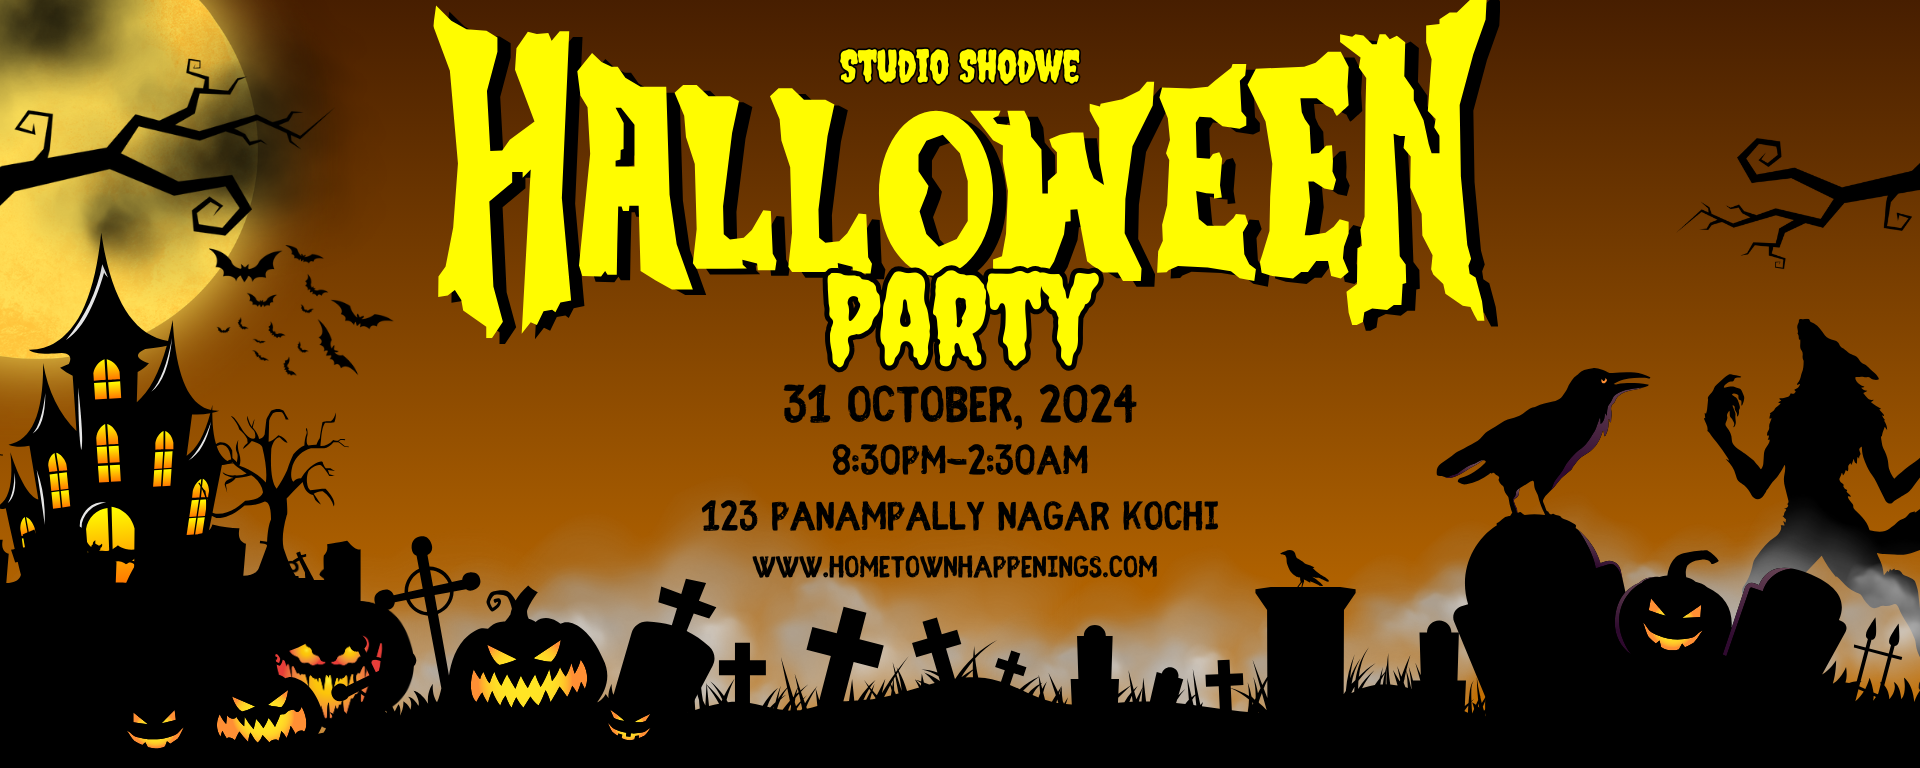 STUDIO SHODWE
HALLOWEEN
PARTY
31 OCTOBER, 2024
8:30PM-2:30AM
123 PANAMPALLY NAGAR KOCHI
WWW.HOMETOWNHAPPENINGS.COM